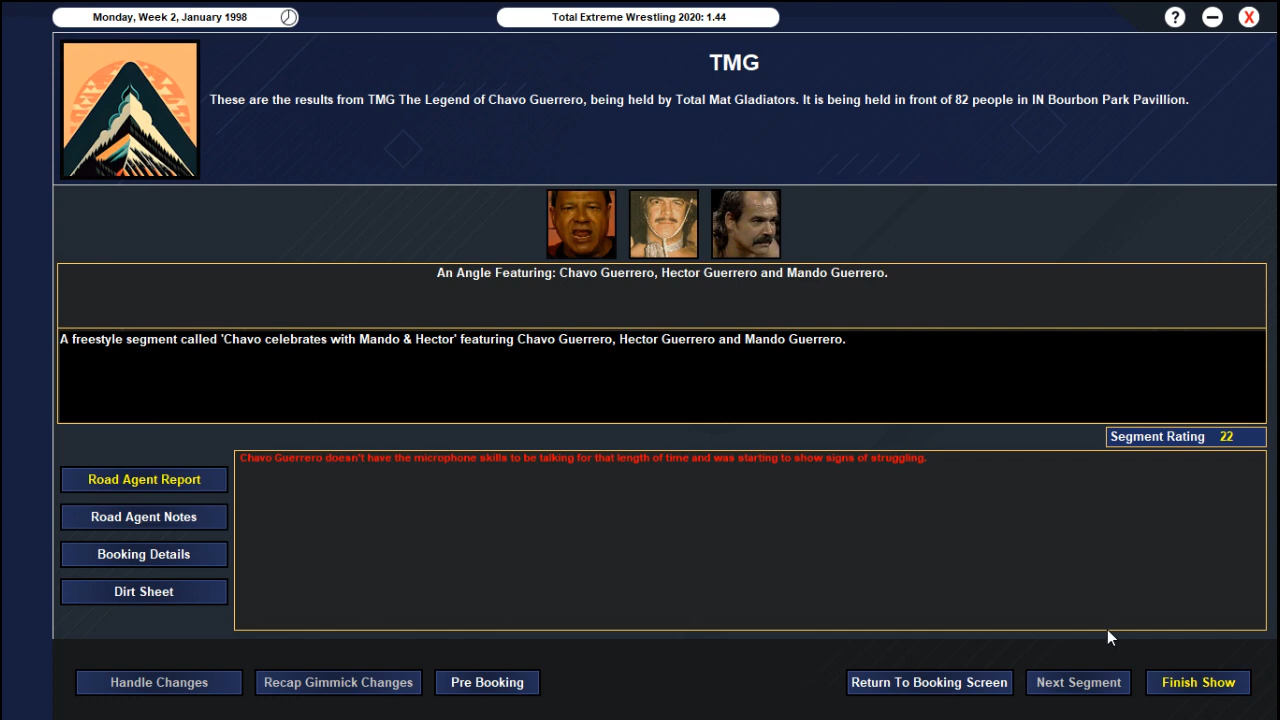 Monday, Week 2, January 1998
Total Extreme Wrestling 2020: 1.44
?
X
TMG
These are the results from TMG The Legend of Chavo Guerrero, being held by Total Mat Gladiators. It is being held in front of 82 people in IN Bourbon Park Pavillion.
An Angle Featuring: Chavo Guerrero, Hector Guerrero and Mando Guerrero.
A freestyle segment called 'Chavo celebrates with Mando & Hector' featuring Chavo Guerrero, Hector Guerrero and Mando Guerrero.
Segment Rating 22
Chavo Guerrero doesn't have the microphone skills to be talking for that length of time and was starting to show signs of struggling.
Road Agent Report
Road Agent Notes
Booking Details
Dirt Sheet
Handle Changes
Recap Gimmick Changes
Pre Booking
Return To Booking Screen
Next Segment
Finish Show